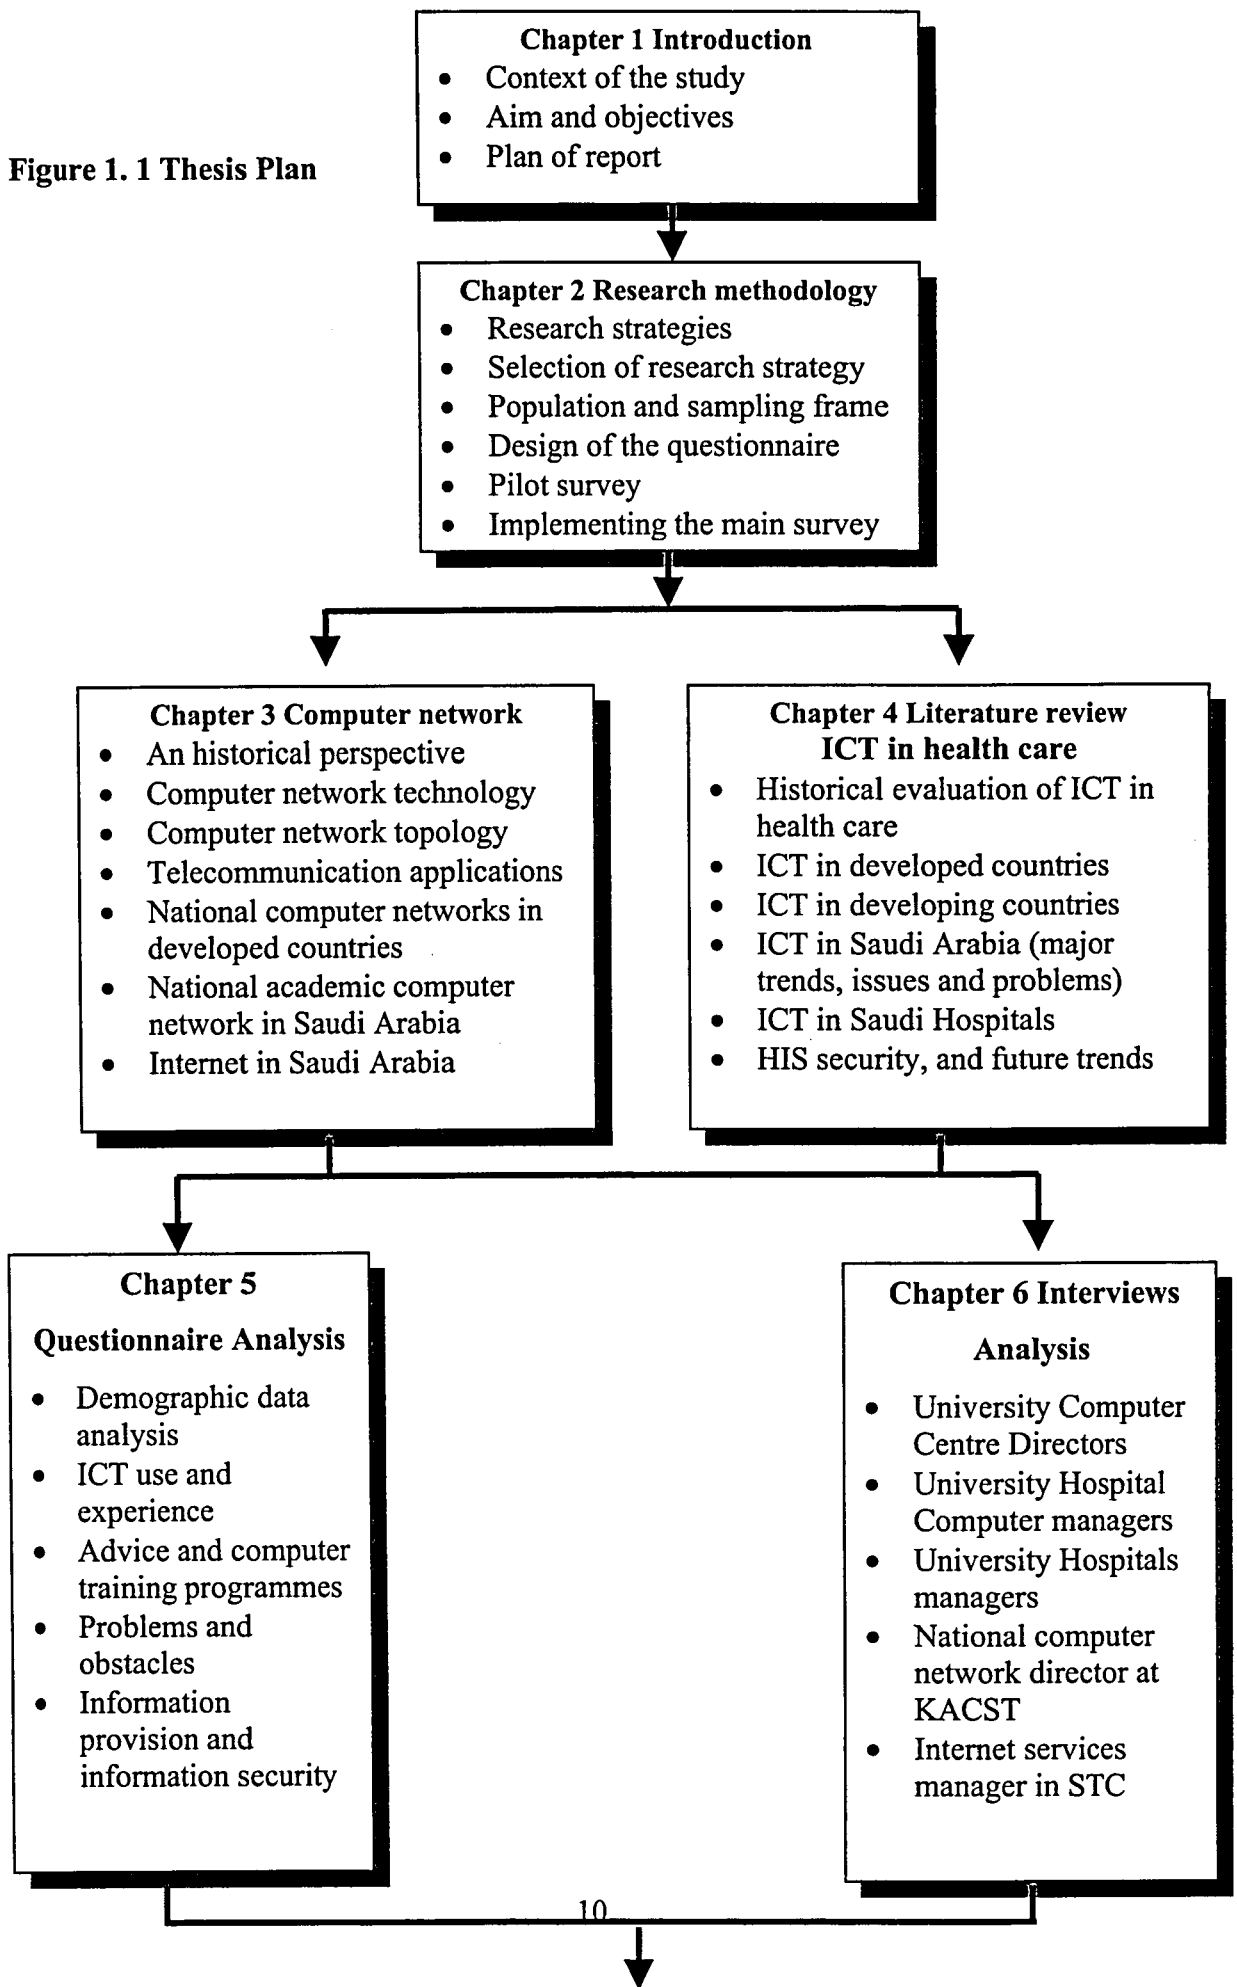 Chapter 1 Introduction
• Context of the study
• Aim and objectives
• Plan of report
Figure 1. 1 Thesis Plan
Chapter 2 Research methodology
• Research strategies
• Selection of research strategy
• Population and sampling frame
• Design of the questionnaire
• Pilot survey
• Implementing the main survey
Chapter 3 Computer network
• An historical perspective
• Computer network technology
• Computer network topology
• Telecommunication applications
• National computer networks in
developed countries
• National academic computer
network in Saudi Arabia
• Internet in Saudi Arabia
Chapter 4 Literature review
ICT in health care
• Historical evaluation of ICT in
health care
• ICT in developed countries
• ICT in developing countries
• ICT in Saudi Arabia (major
trends, issues and problems)
• ICT in Saudi Hospitals
• HIS security, and future trends
Chapter 5
Questionnaire Analysis
• Demographic data
analysis
• ICT use and
experience
• Advice and computer
training programmes
• Problems and
obstacles
• Information
provision and
information security
Chapter 6 Interviews
Analysis
• University Computer
Centre Directors
• University Hospital
Computer managers
• University Hospitals
managers
• National computer
network director at
KACST
• Internet services
manager in STC
10